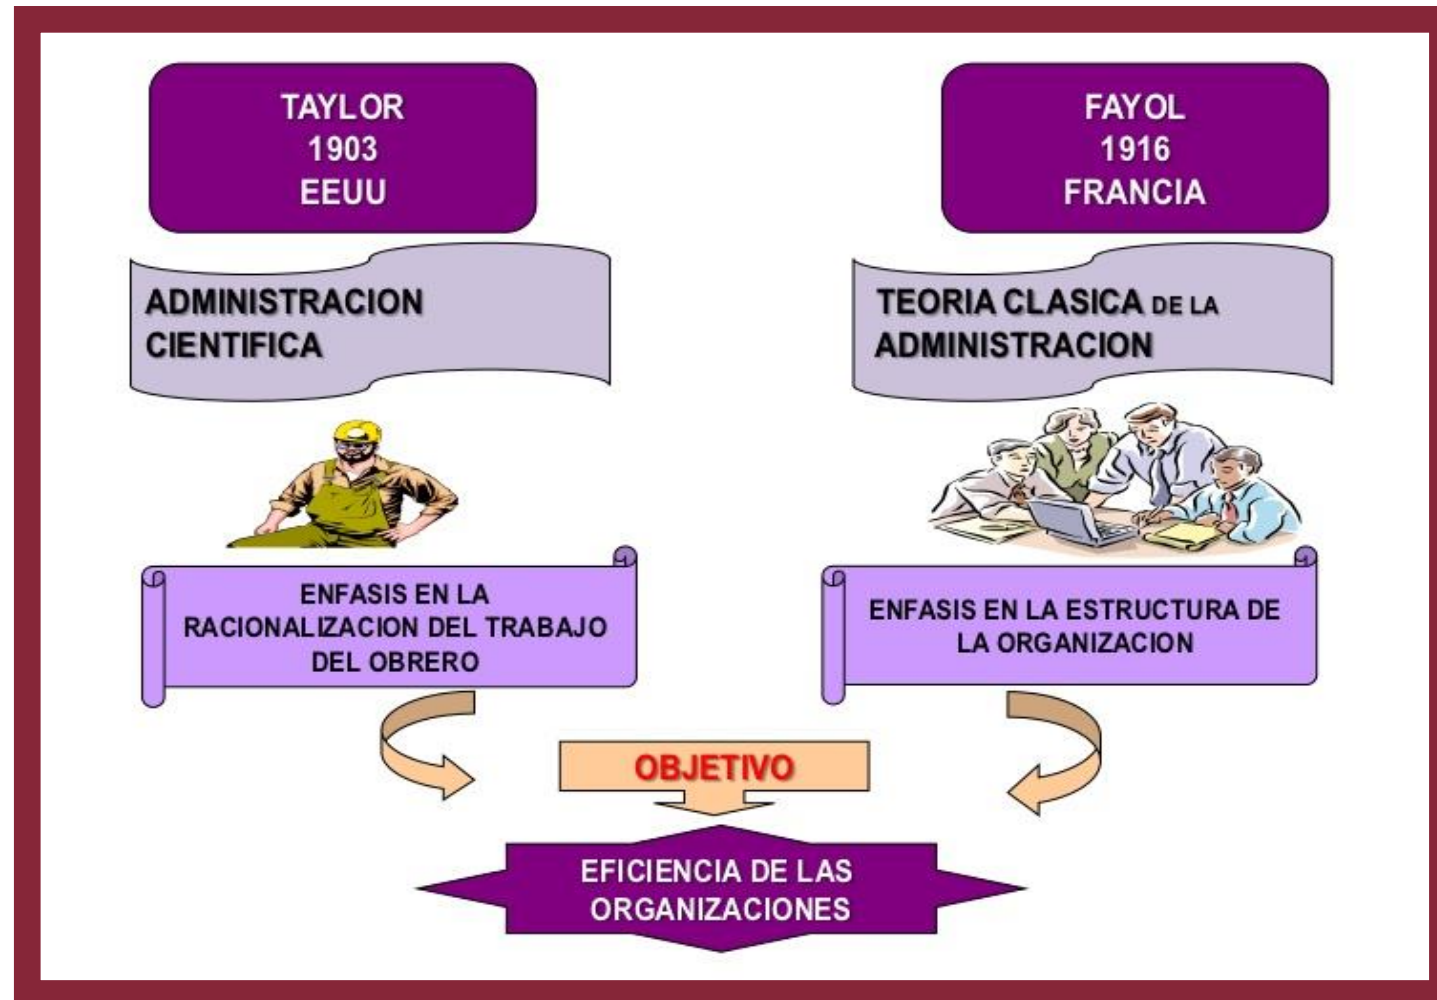 TAYLOR
1903
EEUU
FAYOL
1916
FRANCIA
ADMINISTRACION
CIENTIFICA
TEORIA CLASICA DE LA
ADMINISTRACION
ENFASIS EN LA
RACIONALIZACION DEL TRABAJO
DEL OBRERO
ENFASIS EN LA ESTRUCTURA DE
LA ORGANIZACION
OBJETIVO
EFICIENCIA DE LAS
ORGANIZACIONES